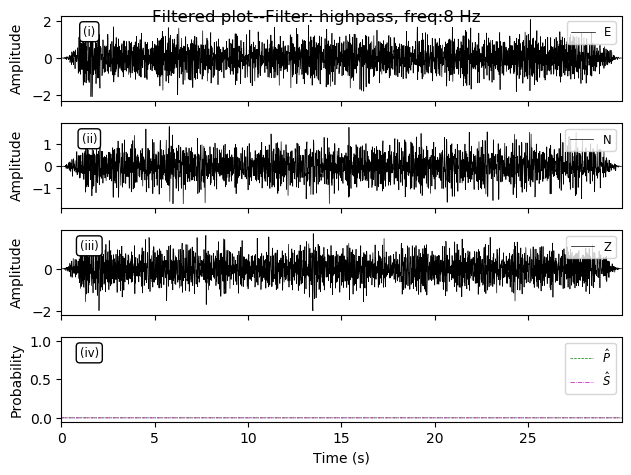 Filtered plot--Filter: highpass, freq:8 Hz
Amplitude
2
0
−2
(i)
E
Amplitude
1
0
−1
(ii)
N
Amplitude
0
−2
(iii)
Z
Probability
1.0
0.5
0.0
(iv)
P̂
Ŝ
0 5 10 15 20 25
Time (s)